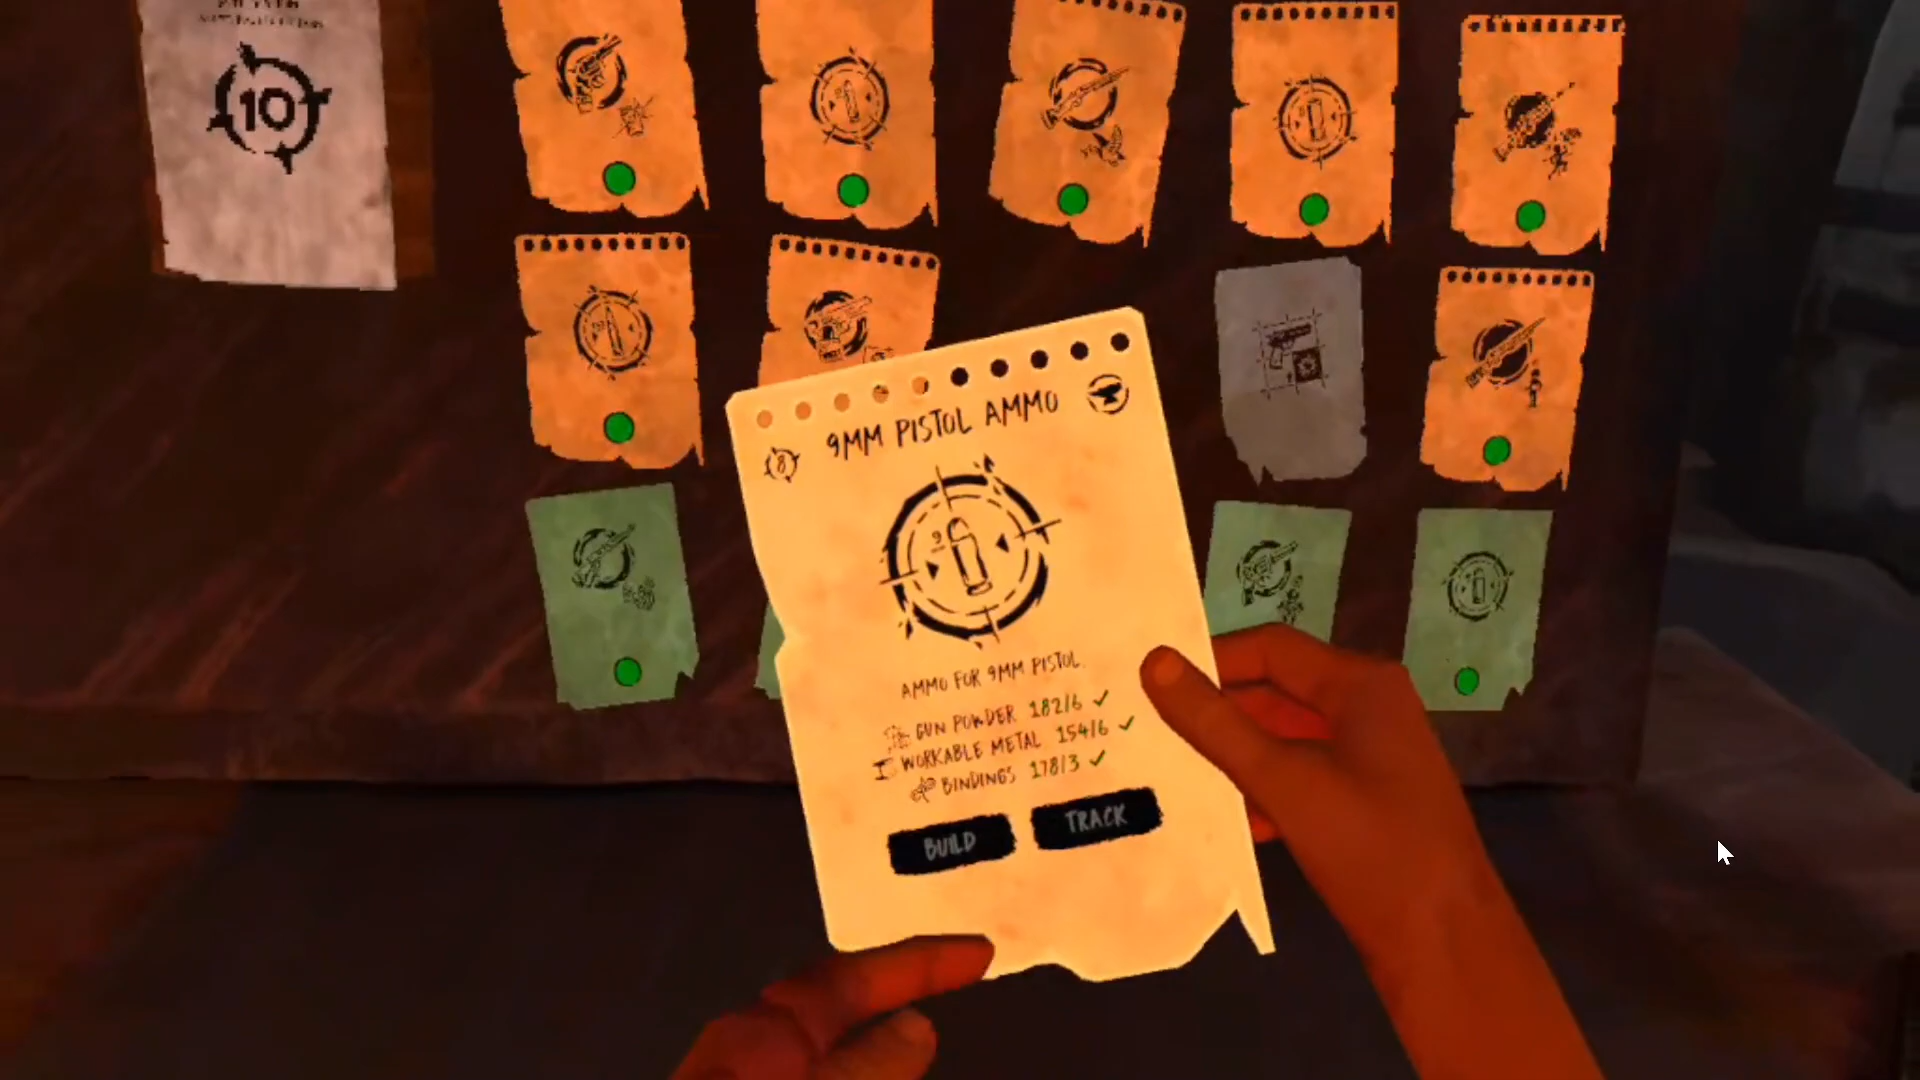 10
9MM PISTOL AMMO
8
9
AMMO FOR 9MM PISTOL.
GUN POWDER 182/6 ✓
WORKABLE METAL 154/6 ✓
BINDINGS 178/3 ✓
BUILD
TRACK